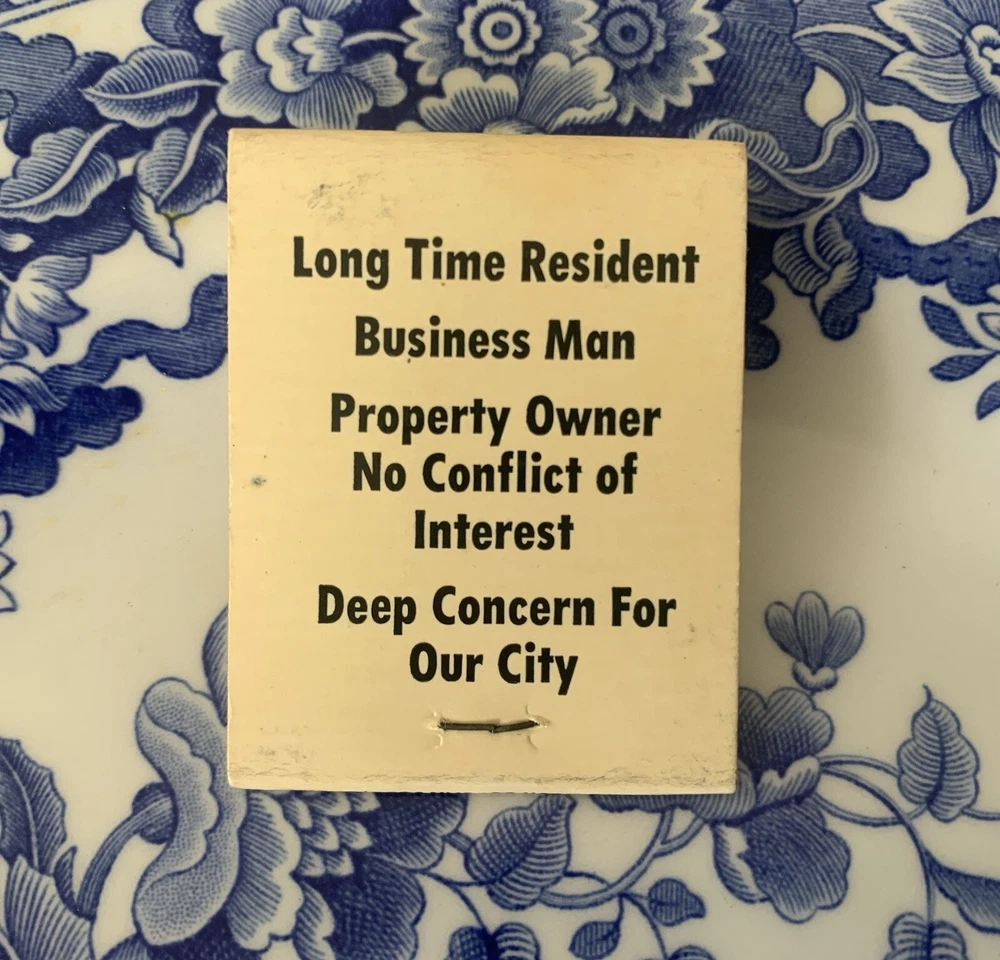 Long Time Resident
Business Man
Property Owner
No Conflict of
Interest
Deep Concern For
Our City